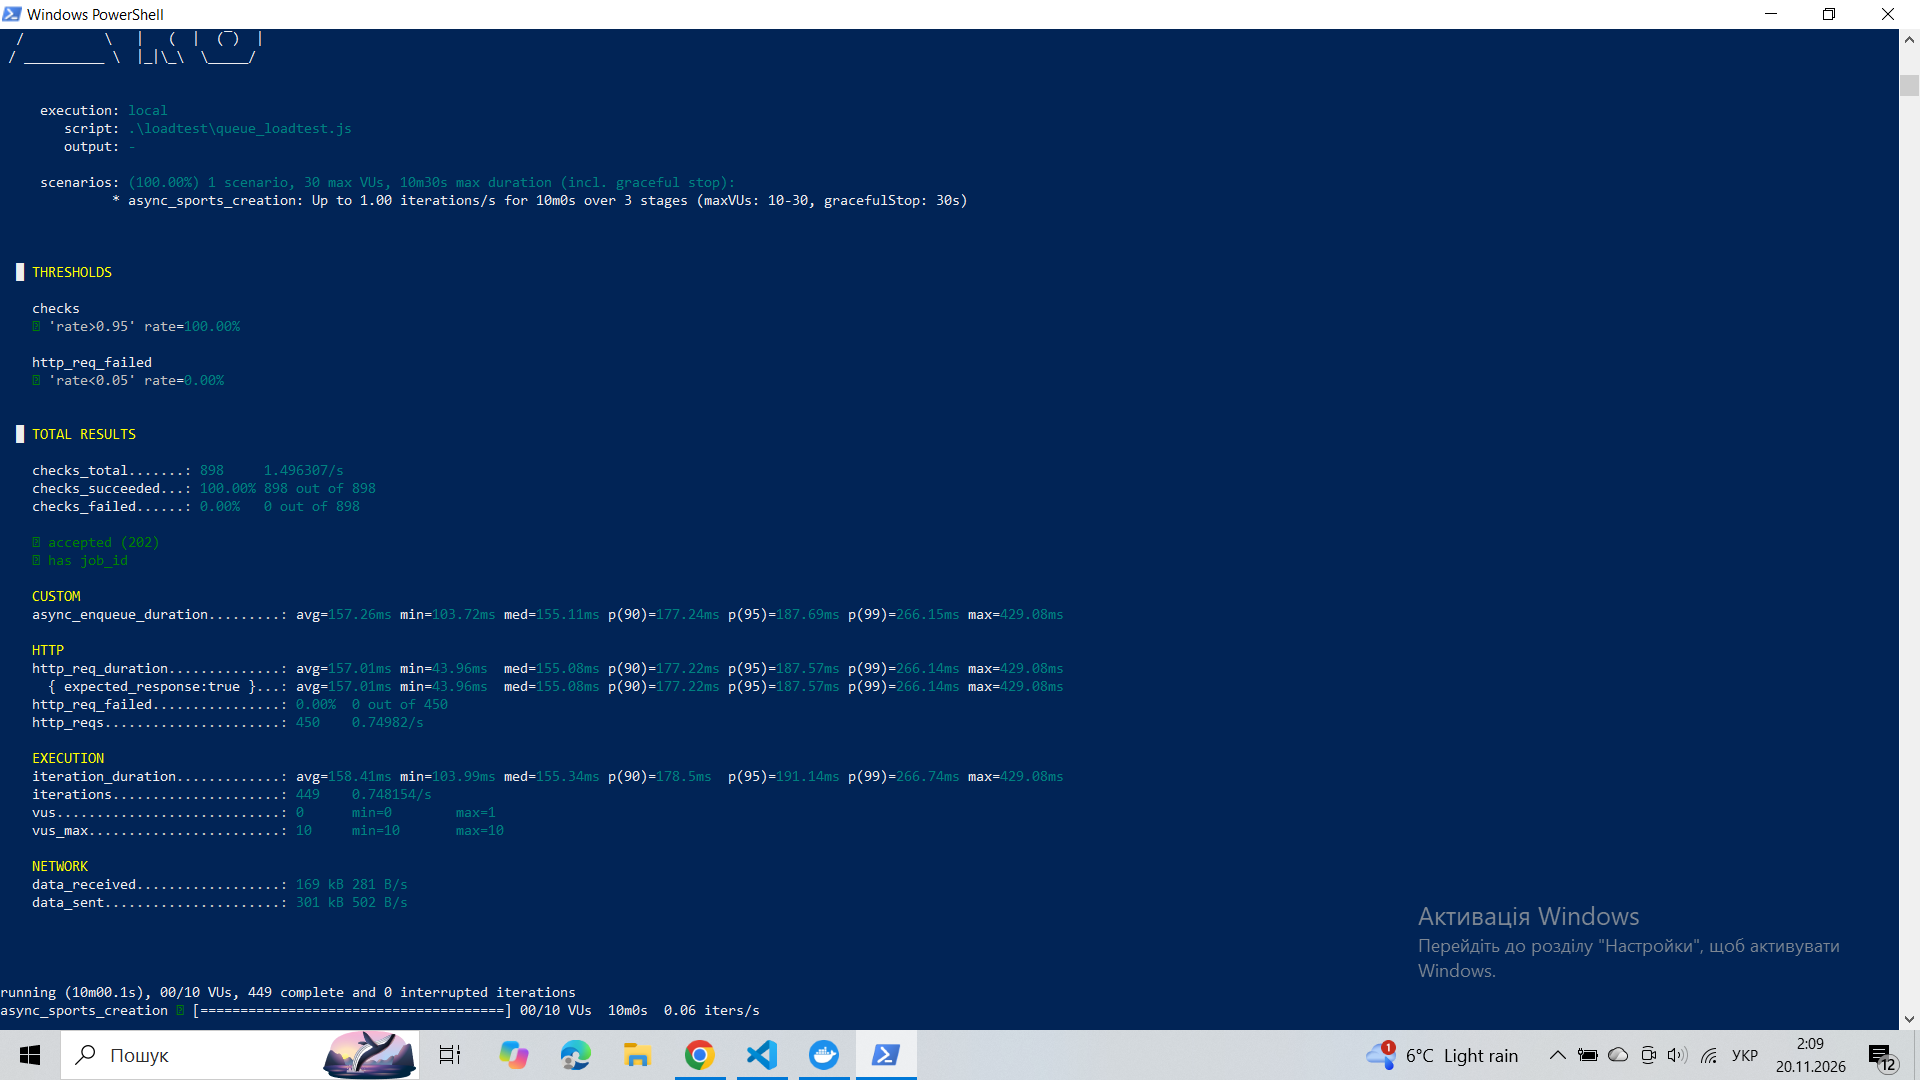 Windows PowerShell
execution: local
script: .\loadtest\queue_loadtest.js
output: -
scenarios: (100.00%) 1 scenario, 30 max VUs, 10m30s max duration (incl. graceful stop):
* async_sports_creation: Up to 1.00 iterations/s for 10m0s over 3 stages (maxVUs: 10-30, gracefulStop: 30s)
THRESHOLDS
checks
'rate>0.95' rate=100.00%
http_req_failed
'rate<0.05' rate=0.00%
TOTAL RESULTS
checks_total.......: 898     1.496307/s
checks_succeeded...: 100.00% 898 out of 898
checks_failed......: 0.00%   0 out of 898
accepted (202)
has job_id
CUSTOM
async_enqueue_duration.........: avg=157.26ms min=103.72ms med=155.11ms p(90)=177.24ms p(95)=187.69ms p(99)=266.15ms max=429.08ms
HTTP
http_req_duration..............: avg=157.01ms min=43.96ms  med=155.08ms p(90)=177.22ms p(95)=187.57ms p(99)=266.14ms max=429.08ms
{ expected_response:true }...: avg=157.01ms min=43.96ms  med=155.08ms p(90)=177.22ms p(95)=187.57ms p(99)=266.14ms max=429.08ms
http_req_failed................: 0.00%  0 out of 450
http_reqs......................: 450    0.74982/s
EXECUTION
iteration_duration.............: avg=158.41ms min=103.99ms med=155.34ms p(90)=178.5ms  p(95)=191.14ms p(99)=266.74ms max=429.08ms
iterations.....................: 449    0.748154/s
vus............................: 0      min=0        max=1
vus_max........................: 10     min=10       max=10
NETWORK
data_received..................: 169 kB 281 B/s
data_sent......................: 301 kB 502 B/s
Активація Windows
Перейдіть до розділу "Настройки", щоб активувати
Windows.
running (10m00.1s), 00/10 VUs, 449 complete and 0 interrupted iterations
async_sports_creation [======================================] 00/10 VUs  10m0s  0.06 iters/s
Пошук
1
6°C Light rain
УКР
2:09
20.11.2026
12